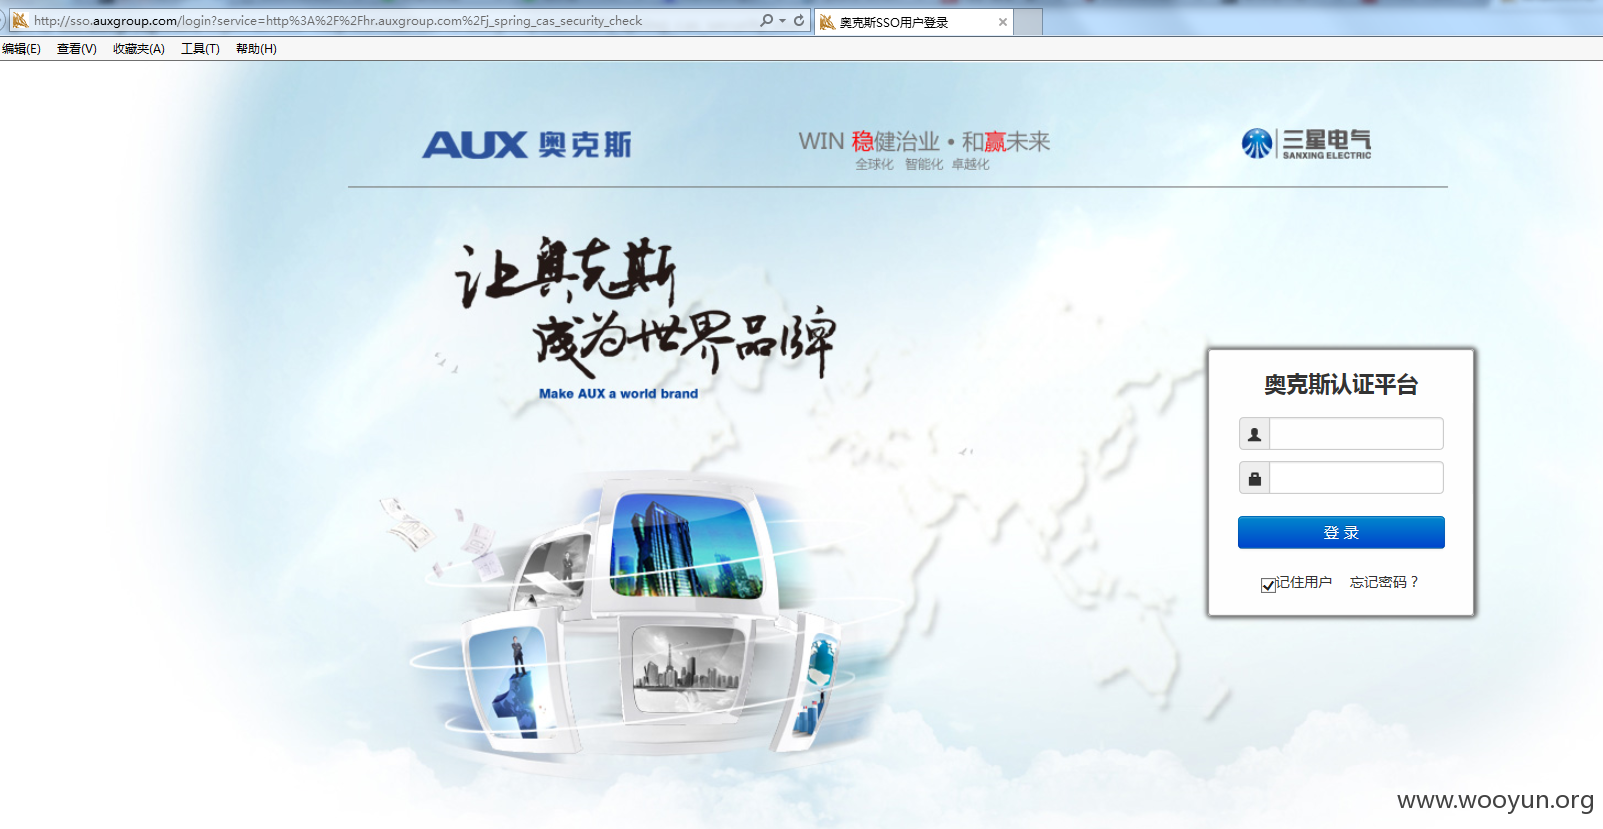 http://sso.auxgroup.com/login?service=http%3A%2F%2Fhr.auxgroup.com%2Fj_spring_cas_security_check
奥克斯SSO用户登录
编辑(E) 查看(V) 收藏夹(A) 工具(T) 帮助(H)
AUX 奥克斯
WIN 稳健治业·和赢未来
全球化 智能化 卓越化
三星电气
SANXING ELECTRIC
让奥克斯
成为世界品牌
Make AUX a world brand
奥克斯认证平台
登 录
记住用户 忘记密码？
www.wooyun.org